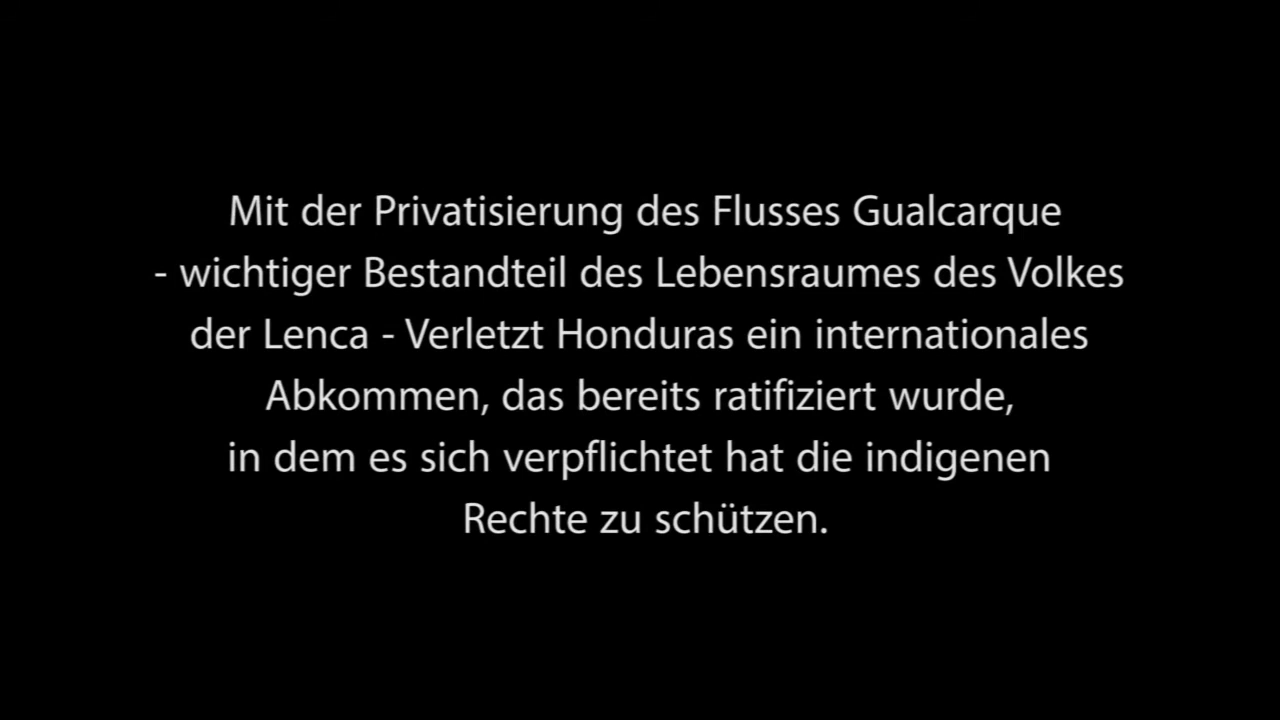 Mit der Privatisierung des Flusses Gualcarque
- wichtiger Bestandteil des Lebensraumes des Volkes
der Lenca - Verletzt Honduras ein internationales
Abkommen, das bereits ratifiziert wurde,
in dem es sich verpflichtet hat die indigenen
Rechte zu schützen.